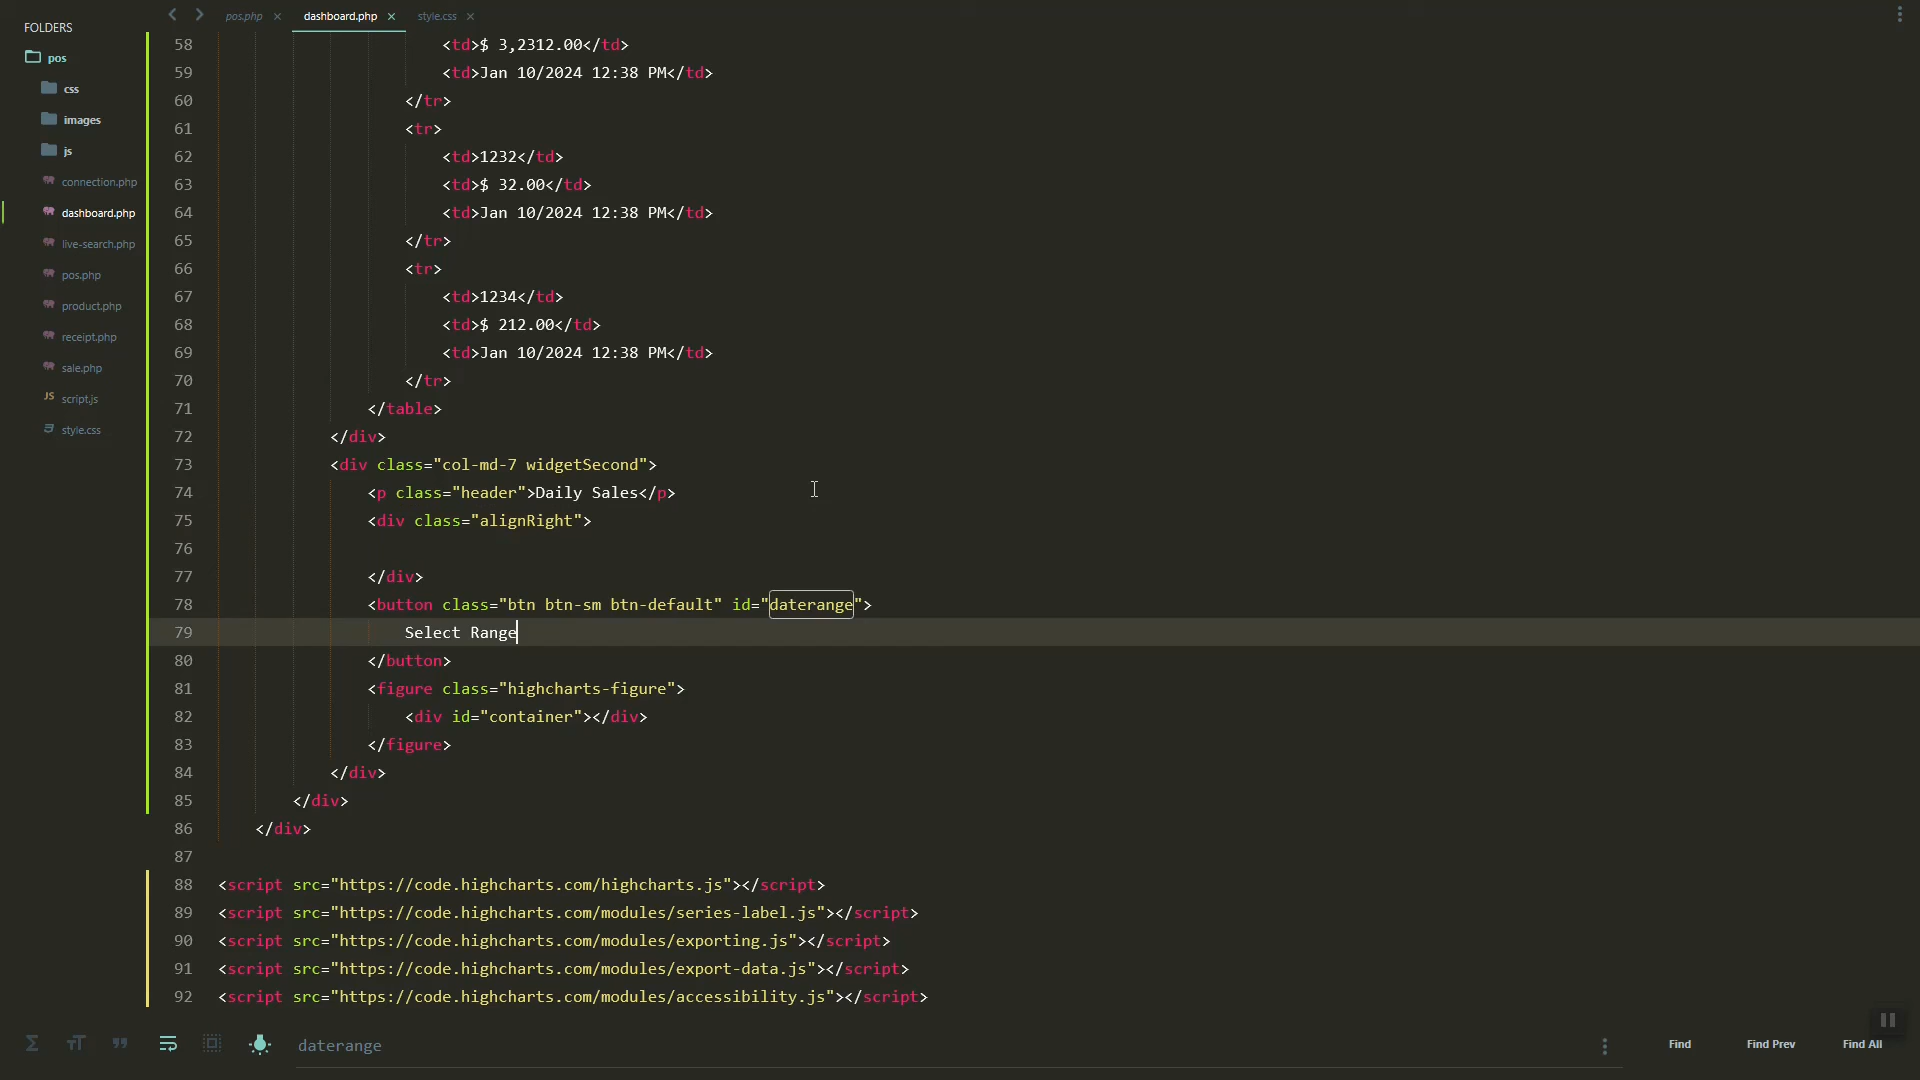 FOLDERS
pos
css
images
js
connection.php
dashboard.php
live-search.php
pos.php
product.php
receipt.php
sale.php
JS script.js
style.css
pos.php × dashboard.php × style.css ×
58 <td>$ 3,2312.00</td>
59 <td>Jan 10/2024 12:38 PM</td>
60 </tr>
61 <tr>
62 <td>1232</td>
63 <td>$ 32.00</td>
64 <td>Jan 10/2024 12:38 PM</td>
65 </tr>
66 <tr>
67 <td>1234</td>
68 <td>$ 212.00</td>
69 <td>Jan 10/2024 12:38 PM</td>
70 </tr>
71 </table>
72 </div>
73 <div class="col-md-7 widgetSecond">
74 <p class="header">Daily Sales</p>
75 <div class="alignRight">
76
77 </div>
78 <button class="btn btn-sm btn-default" id="daterange">
79 Select Range
80 </button>
81 <figure class="highcharts-figure">
82 <div id="container"></div>
83 </figure>
84 </div>
85 </div>
86 </div>
87
88 <script src="https://code.highcharts.com/highcharts.js"></script>
89 <script src="https://code.highcharts.com/modules/series-label.js"></script>
90 <script src="https://code.highcharts.com/modules/exporting.js"></script>
91 <script src="https://code.highcharts.com/modules/export-data.js"></script>
92 <script src="https://code.highcharts.com/modules/accessibility.js"></script>
daterange
Find Find Prev Find All